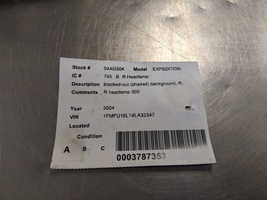 Stock # 04AG504 Model EXPEDITION
IC # 745 B R Headlamp
Description blacked-out (shaded) background, R.
Comments R headlamp 003
Year 2004
VIN 1FMFU16L14LA32347
Located
Condition
A B C
0003787353